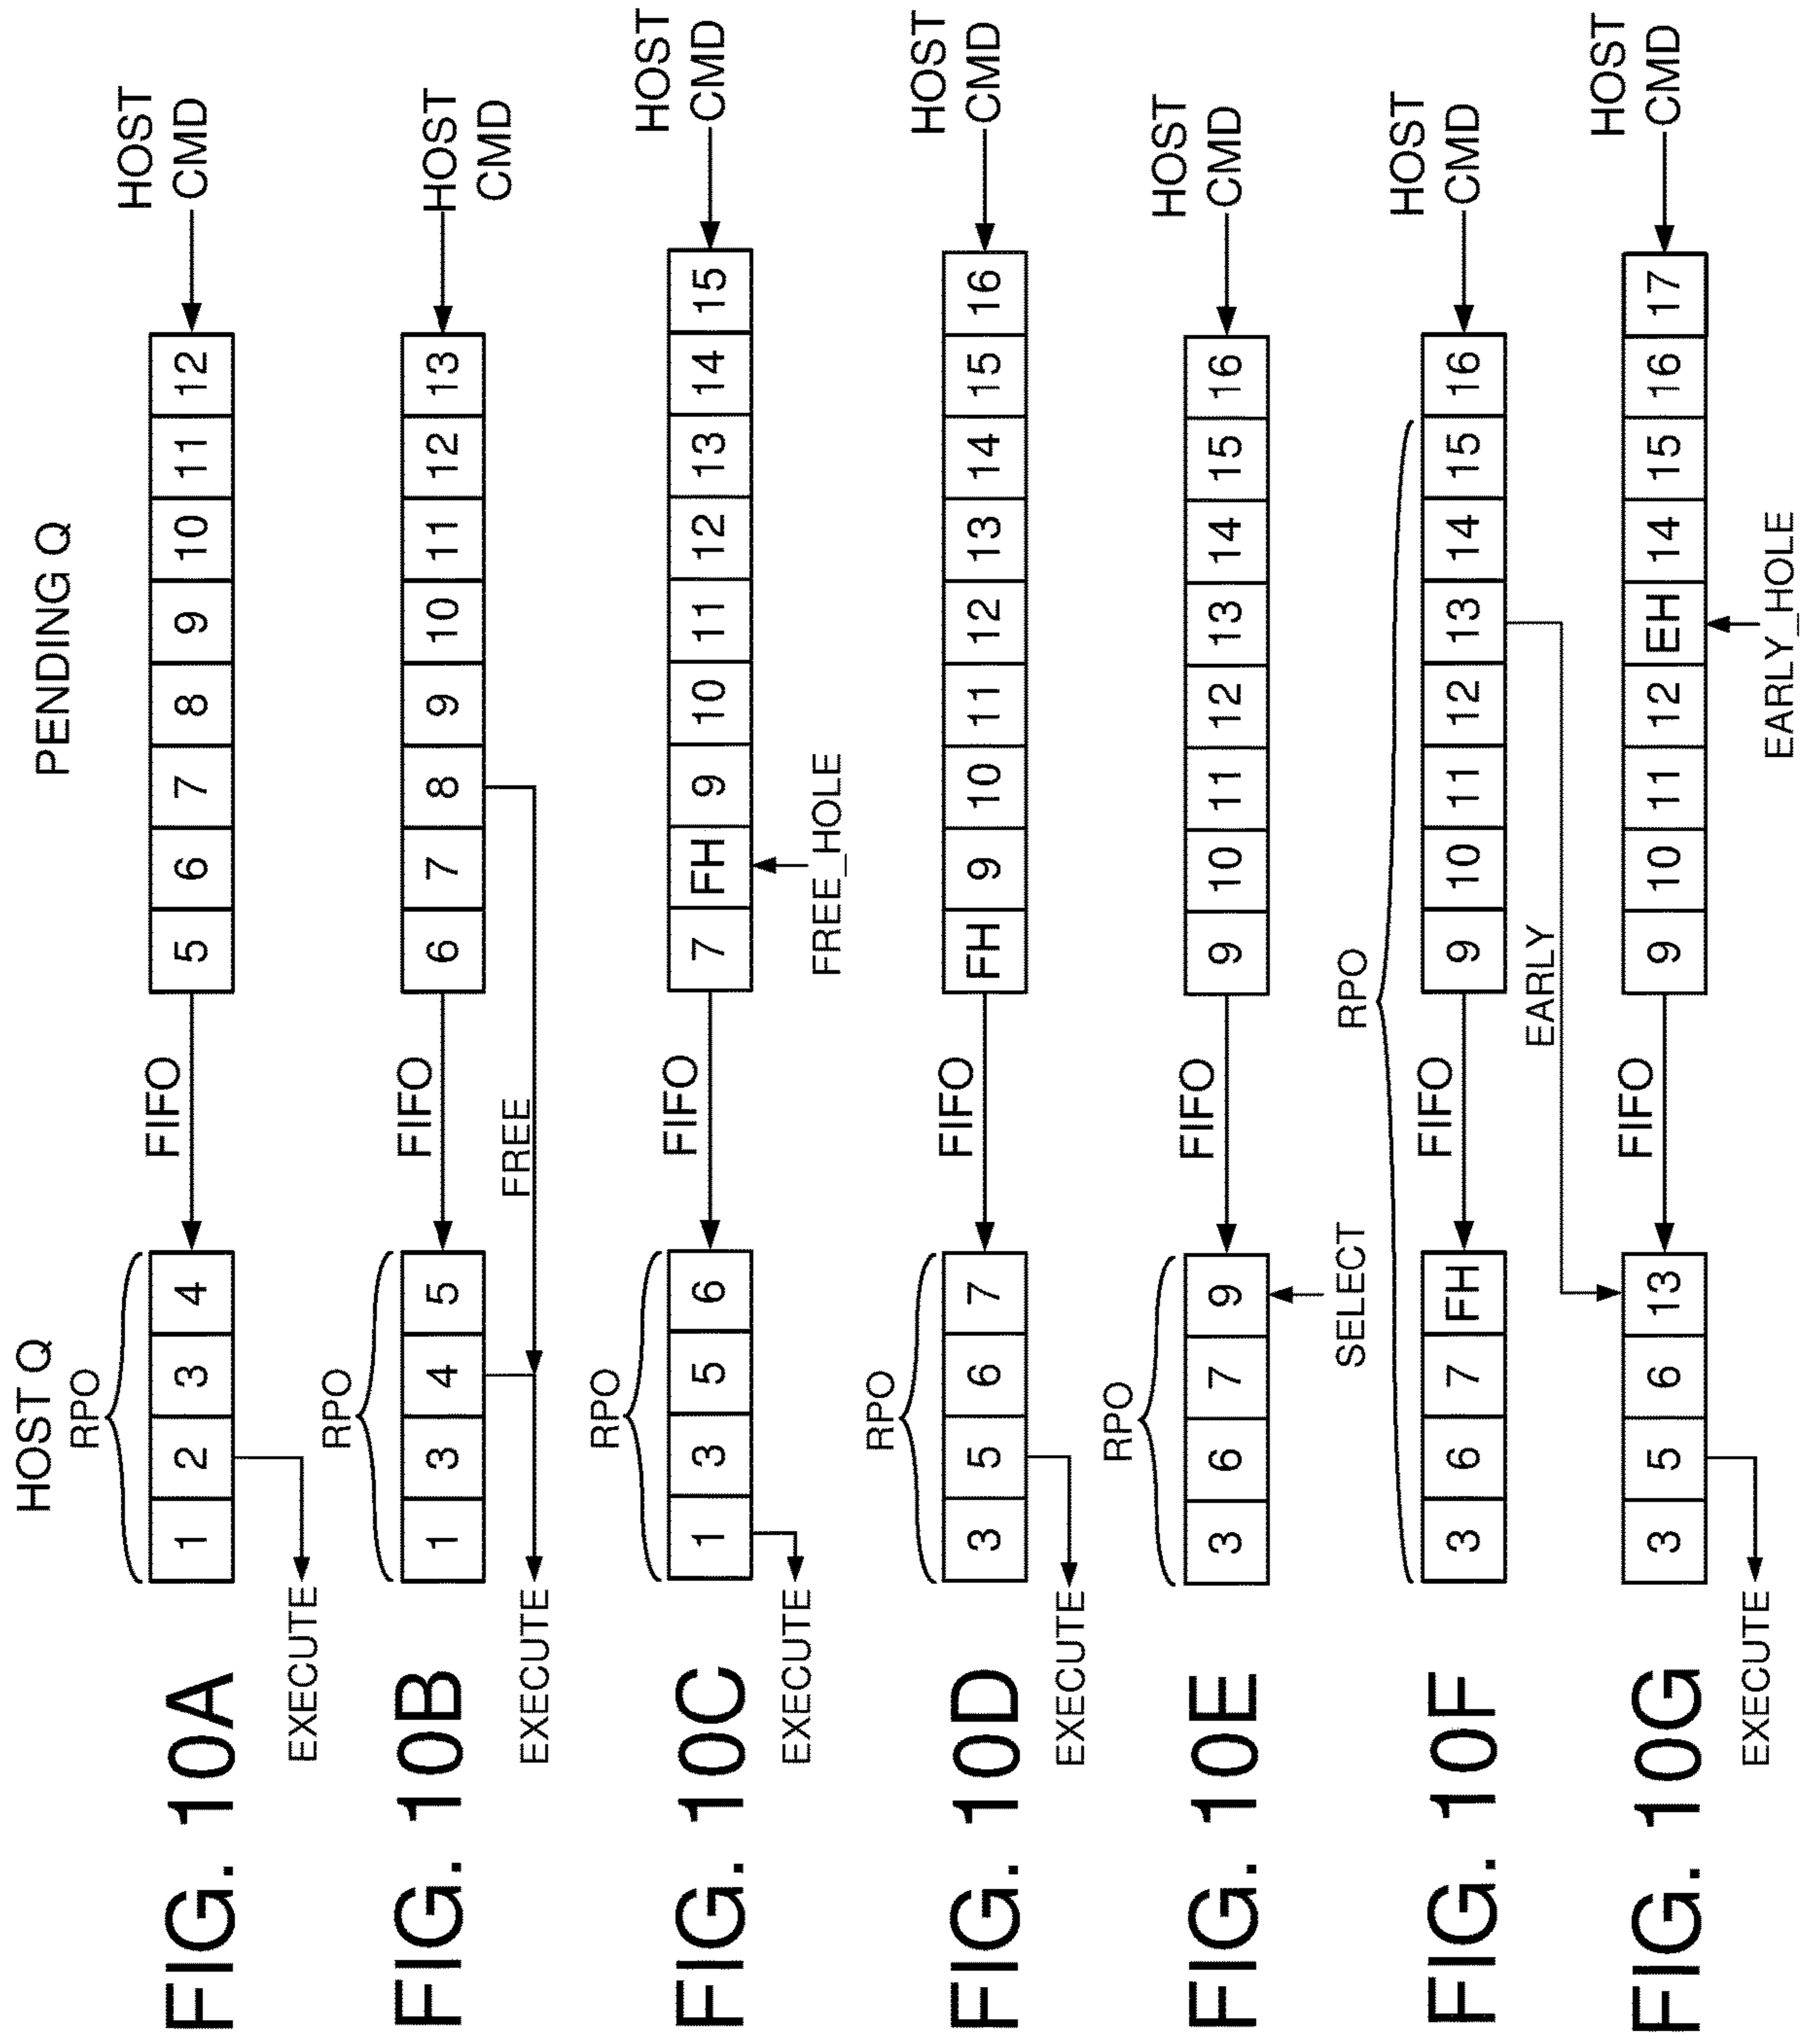 HOST Q
PENDING Q
FIG. 10A
RPO
1 2 3 4
FIFO
5 6 7 8 9 10 11 12
HOST
CMD
EXECUTE
FIG. 10B
RPO
1 3 4 5
FIFO
6 7 8 9 10 11 12 13
HOST
CMD
FREE
EXECUTE
FIG. 10C
RPO
1 3 5 6
FIFO
7 FH 9 10 11 12 13 14 15
HOST
CMD
EXECUTE
FREE_HOLE
FIG. 10D
RPO
3 5 6 7
FIFO
FH 9 10 11 12 13 14 15 16
HOST
CMD
EXECUTE
FIG. 10E
RPO
3 6 7 9
FIFO
9 10 11 12 13 14 15 16
HOST
CMD
SELECT
FIG. 10F
RPO
3 6 7 FH
FIFO
9 10 11 12 13 14 15 16
HOST
CMD
EARLY
FIG. 10G
3 5 6 13
FIFO
9 10 11 12 EH 14 15 16 17
HOST
CMD
EXECUTE
EARLY_HOLE